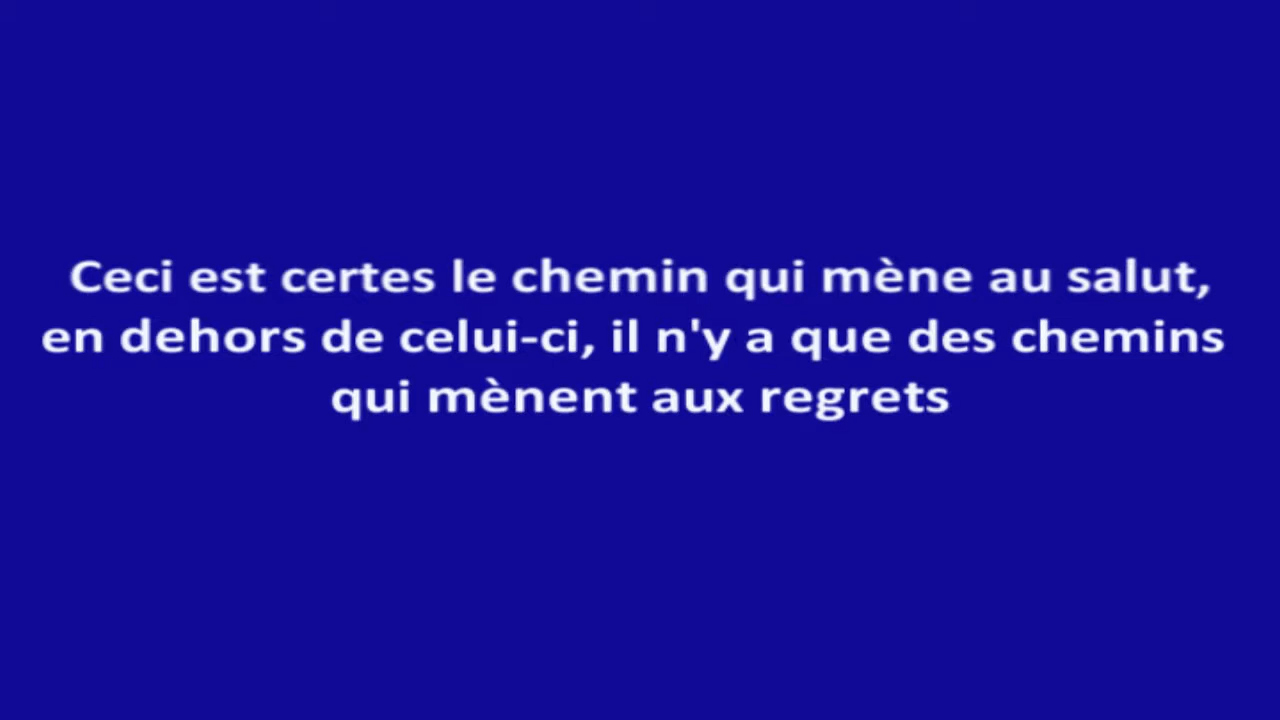 Ceci est certes le chemin qui mène au salut,
en dehors de celui-ci, il n'y a que des chemins
qui mènent aux regrets